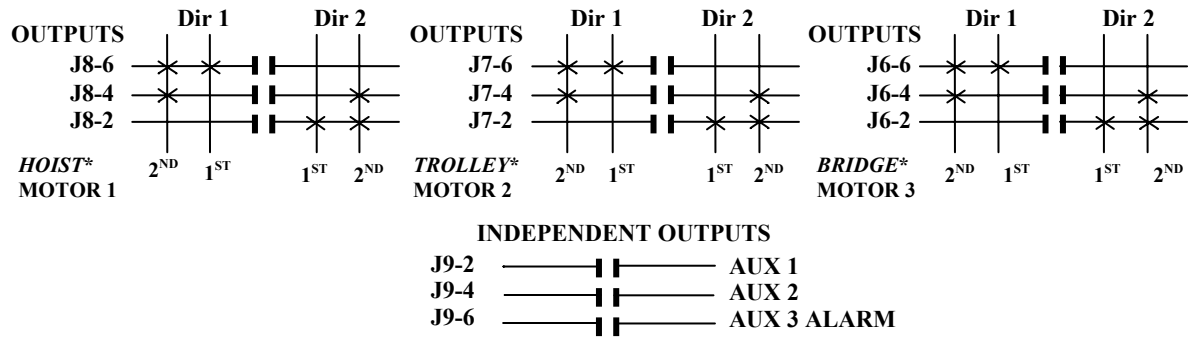 Dir 1 Dir 2
OUTPUTS
J8-6
J8-4
J8-2
HOIST*
MOTOR 1
2ND 1ST 1ST 2ND
Dir 1 Dir 2
OUTPUTS
J7-6
J7-4
J7-2
TROLLEY*
MOTOR 2
2ND 1ST 1ST 2ND
Dir 1 Dir 2
OUTPUTS
J6-6
J6-4
J6-2
BRIDGE*
MOTOR 3
2ND 1ST 1ST 2ND
INDEPENDENT OUTPUTS
J9-2 AUX 1
J9-4 AUX 2
J9-6 AUX 3 ALARM